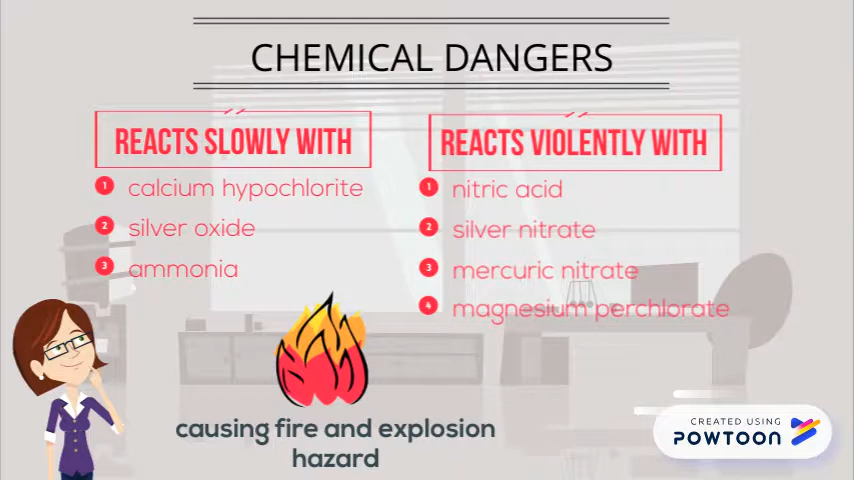 CHEMICAL DANGERS
REACTS SLOWLY WITH
1 calcium hypochlorite
2 silver oxide
3 ammonia
REACTS VIOLENTLY WITH
1 nitric acid
2 silver nitrate
3 mercuric nitrate
4 magnesium perchlorate
causing fire and explosion
hazard
CREATED USING
POWTOON